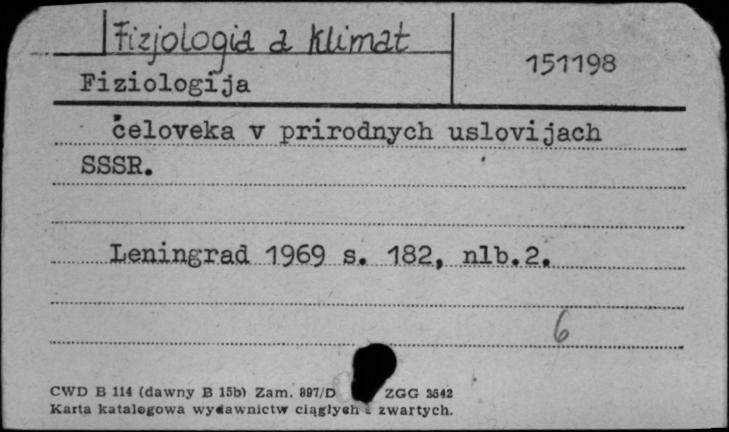 Fizjologia a klimat
151198
Fiziologija
čeloveka v prirodnych uslovijach
SSSR.
Leningrad 1969 s. 182, nlb.2.
6
CWD B 114 (dawny B 15b) Zam. 897/D ZGG 3542
Karta katalogowa wydawnictw ciągłych i zwartych.